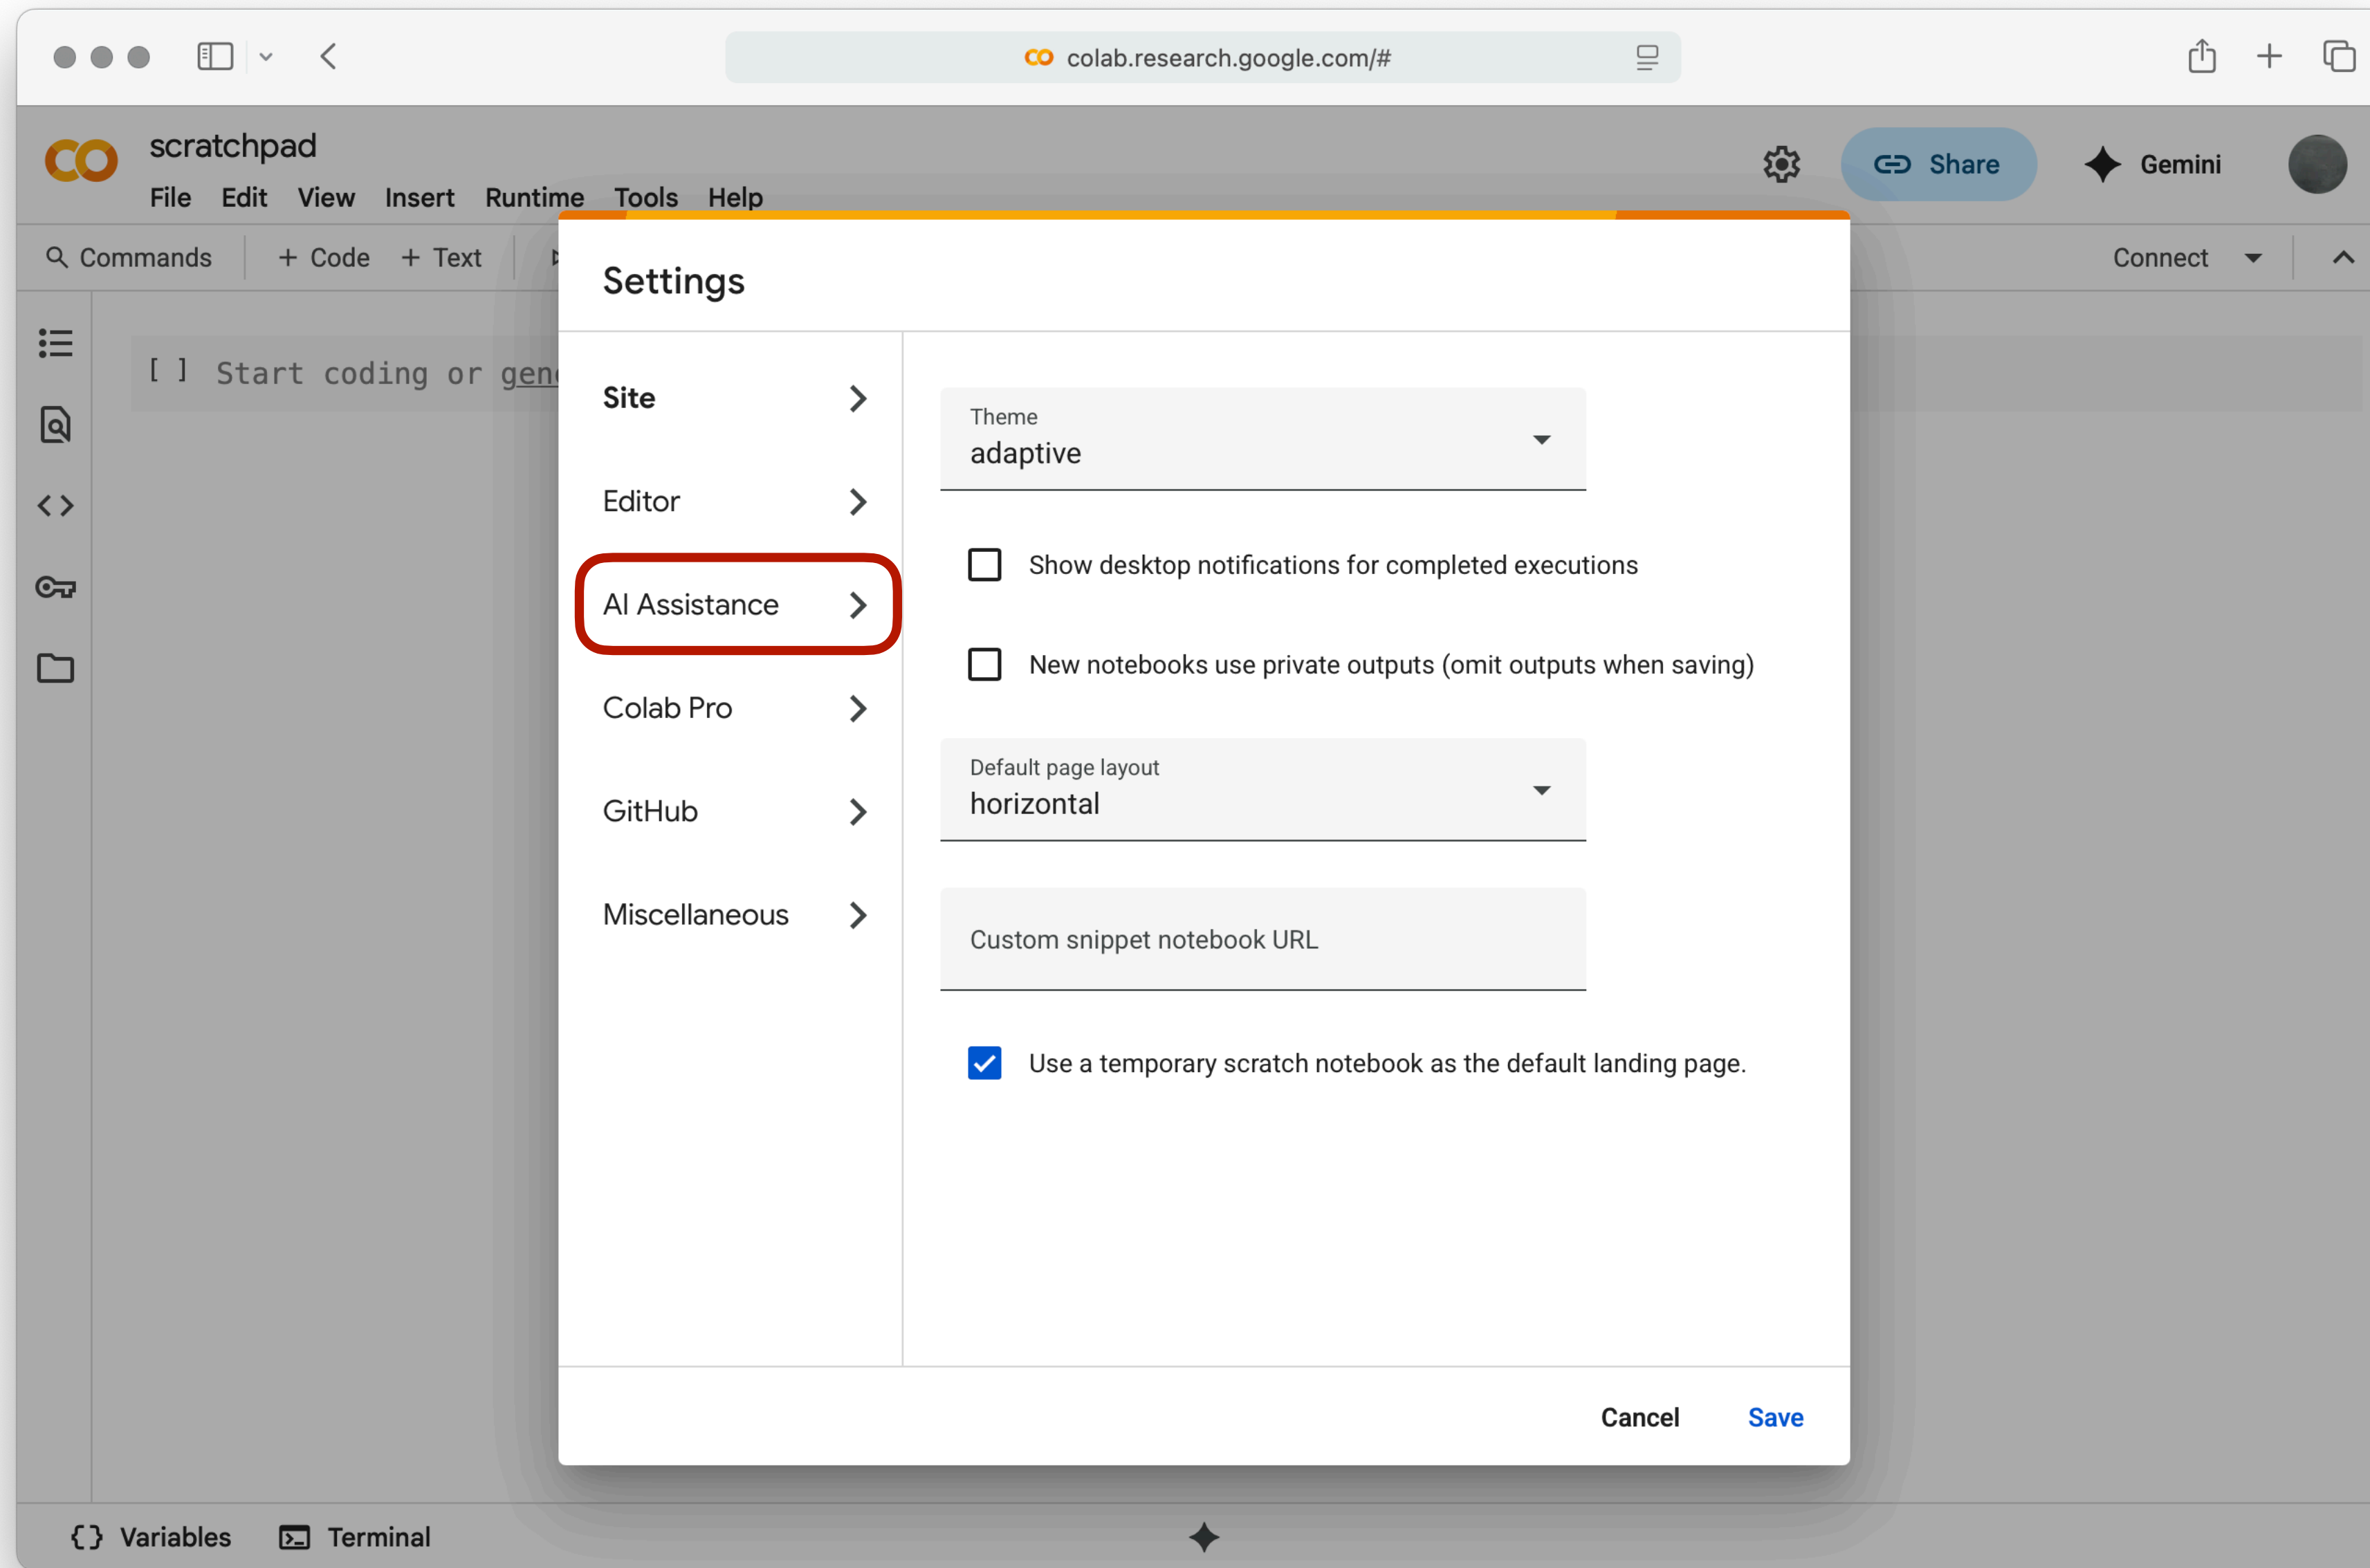 colab.research.google.com/#
scratchpad
File Edit View Insert Runtime Tools Help
Share
Gemini
Commands
+ Code + Text
Connect
[ ] Start coding or
Settings
Site
Editor
AI Assistance
Colab Pro
GitHub
Miscellaneous
Theme
adaptive
Show desktop notifications for completed executions
New notebooks use private outputs (omit outputs when saving)
Default page layout
horizontal
Custom snippet notebook URL
Use a temporary scratch notebook as the default landing page.
Cancel Save
Variables
Terminal